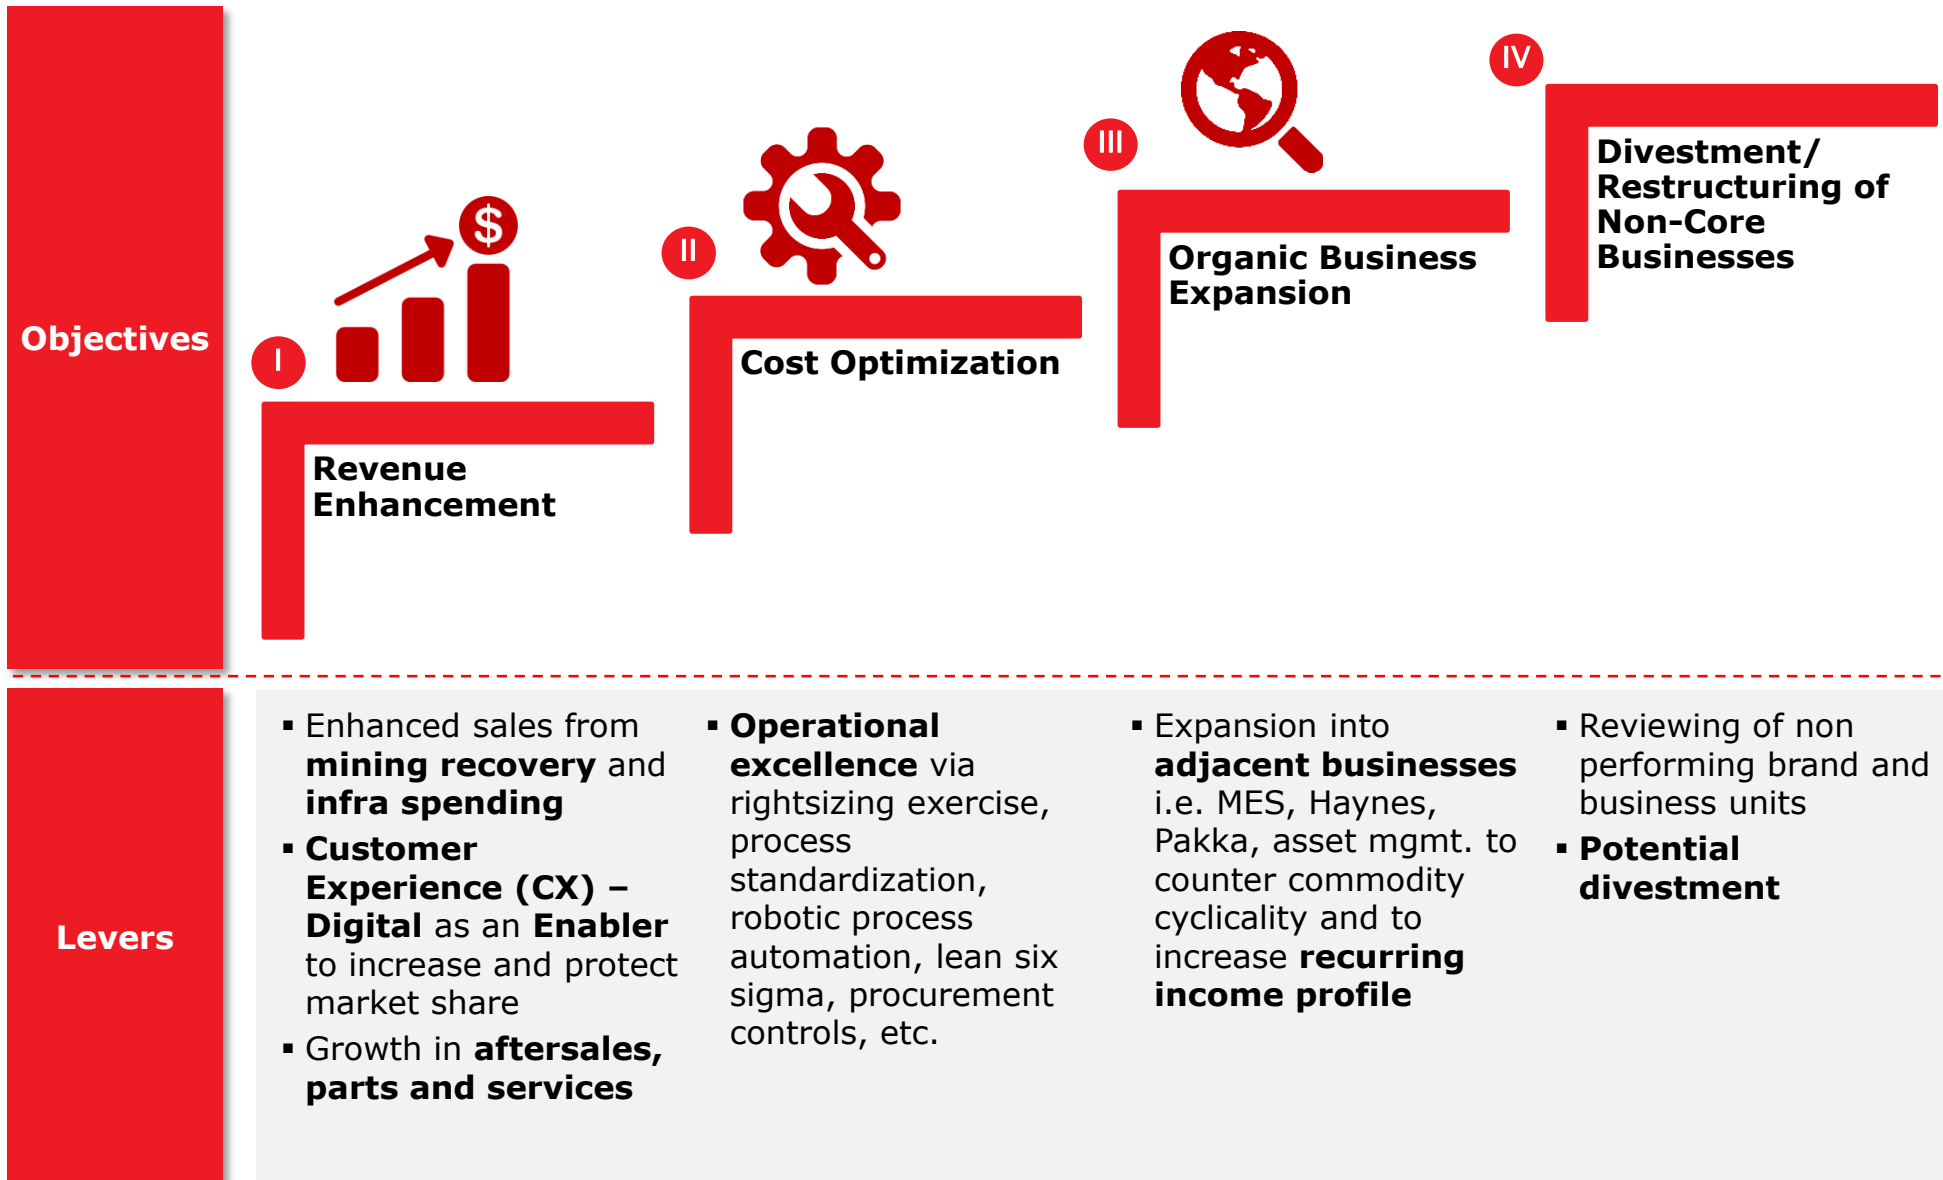 Objectives
I
$
Revenue
Enhancement
II
Cost Optimization
III
Organic Business
Expansion
IV
Divestment/
Restructuring of
Non-Core
Businesses
Levers
▪ Enhanced sales from
mining recovery and
infra spending
▪ Customer
Experience (CX) –
Digital as an Enabler
to increase and protect
market share
▪ Growth in aftersales,
parts and services
▪ Operational
excellence via
rightsizing exercise,
process
standardization,
robotic process
automation, lean six
sigma, procurement
controls, etc.
▪ Expansion into
adjacent businesses
i.e. MES, Haynes,
Pakka, asset mgmt. to
counter commodity
cyclicality and to
increase recurring
income profile
▪ Reviewing of non
performing brand and
business units
▪ Potential
divestment